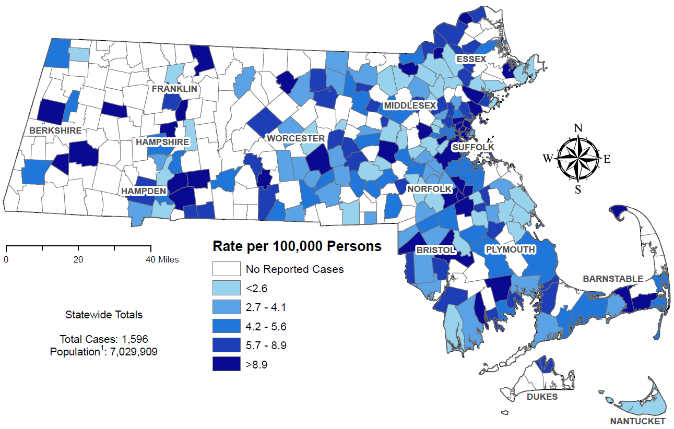 ESSEX
FRANKLIN
MIDDLESEX
BERKSHIRE
WORCESTER
HAMPSHIRE
SUFFOLK
N
W
E
S
HAMPDEN
NORFOLK
Rate per 100,000 Persons
BRISTOL
PLYMOUTH
0 20 40 Miles
No Reported Cases
BARNSTABLE
<2.6
2.7 - 4.1
Statewide Totals
4.2 - 5.6
Total Cases: 1,596
5.7 - 8.9
Population¹: 7,029,909
>8.9
DUKES
NANTUCKET